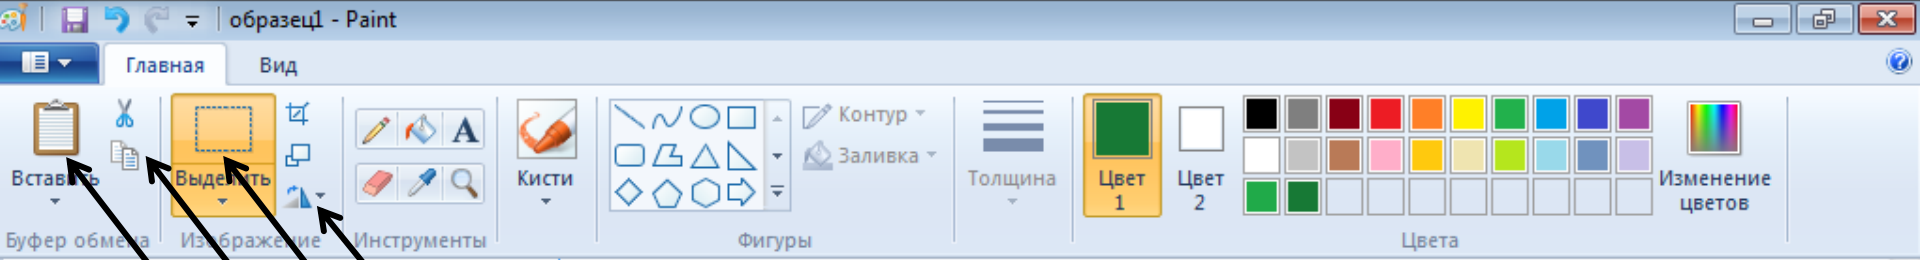 образец1 - Paint
Главная Вид
Контур
Заливка
Вставить Выделить Кисти Толщина Цвет 1 Цвет 2 Изменение цветов
Буфер обмена Изображение Инструменты Фигуры Цвета